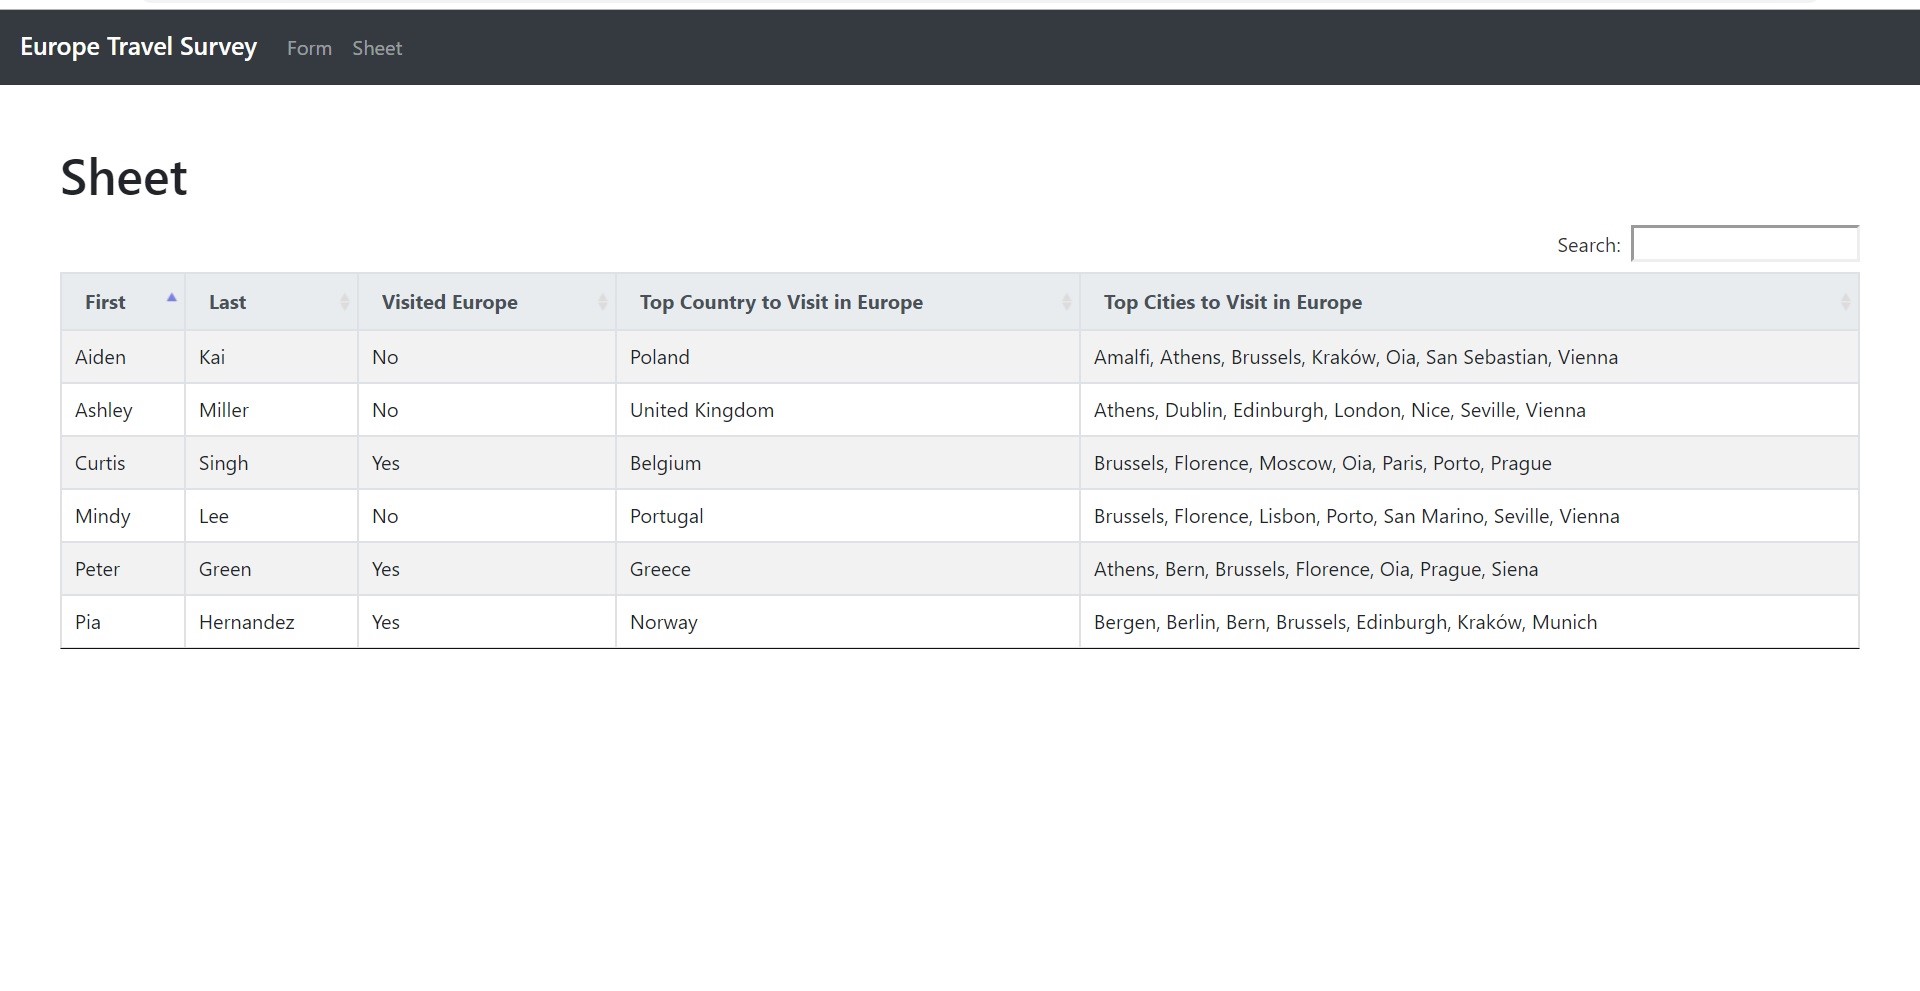 Europe Travel Survey Form Sheet
Sheet
Search:
First Last Visited Europe Top Country to Visit in Europe Top Cities to Visit in Europe
Aiden Kai No Poland Amalfi, Athens, Brussels, Kraków, Oia, San Sebastian, Vienna
Ashley Miller No United Kingdom Athens, Dublin, Edinburgh, London, Nice, Seville, Vienna
Curtis Singh Yes Belgium Brussels, Florence, Moscow, Oia, Paris, Porto, Prague
Mindy Lee No Portugal Brussels, Florence, Lisbon, Porto, San Marino, Seville, Vienna
Peter Green Yes Greece Athens, Bern, Brussels, Florence, Oia, Prague, Siena
Pia Hernandez Yes Norway Bergen, Berlin, Bern, Brussels, Edinburgh, Kraków, Munich